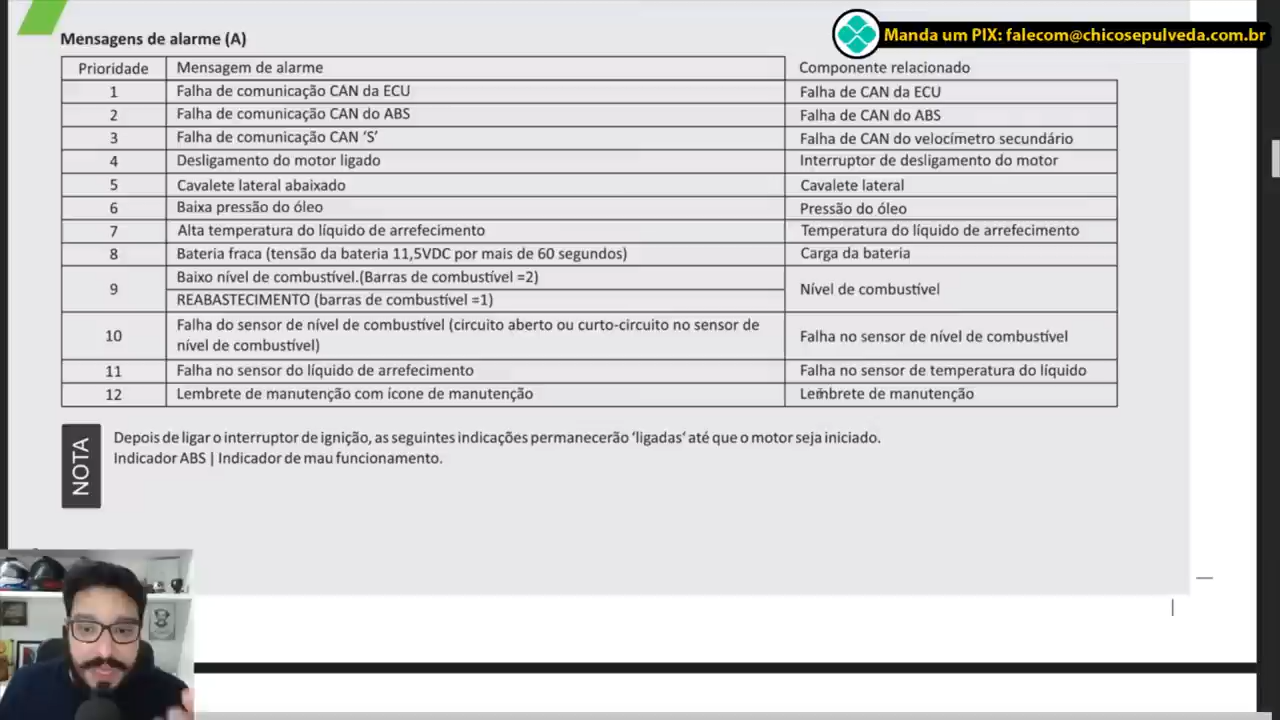 Manda um PIX: falecom@chicosepulveda.com.br
Mensagens de alarme (A)
Prioridade Mensagem de alarme Componente relacionado
1 Falha de comunicação CAN da ECU Falha de CAN da ECU
2 Falha de comunicação CAN do ABS Falha de CAN do ABS
3 Falha de comunicação CAN ‘S’ Falha de CAN do velocímetro secundário
4 Desligamento do motor ligado Interruptor de desligamento do motor
5 Cavalete lateral abaixado Cavalete lateral
6 Baixa pressão do óleo Pressão do óleo
7 Alta temperatura do líquido de arrefecimento Temperatura do líquido de arrefecimento
8 Bateria fraca (tensão da bateria 11,5VDC por mais de 60 segundos) Carga da bateria
9 Baixo nível de combustível.(Barras de combustível =2) Nível de combustível
REABASTECIMENTO (barras de combustível =1)
10 Falha do sensor de nível de combustível (circuito aberto ou curto-circuito no sensor de Falha no sensor de nível de combustível
nível de combustível)
11 Falha no sensor do líquido de arrefecimento Falha no sensor de temperatura do líquido
12 Lembrete de manutenção com ícone de manutenção Lembrete de manutenção
NOTA
Depois de ligar o interruptor de ignição, as seguintes indicações permanecerão ‘ligadas‘ até que o motor seja iniciado.
Indicador ABS | Indicador de mau funcionamento.